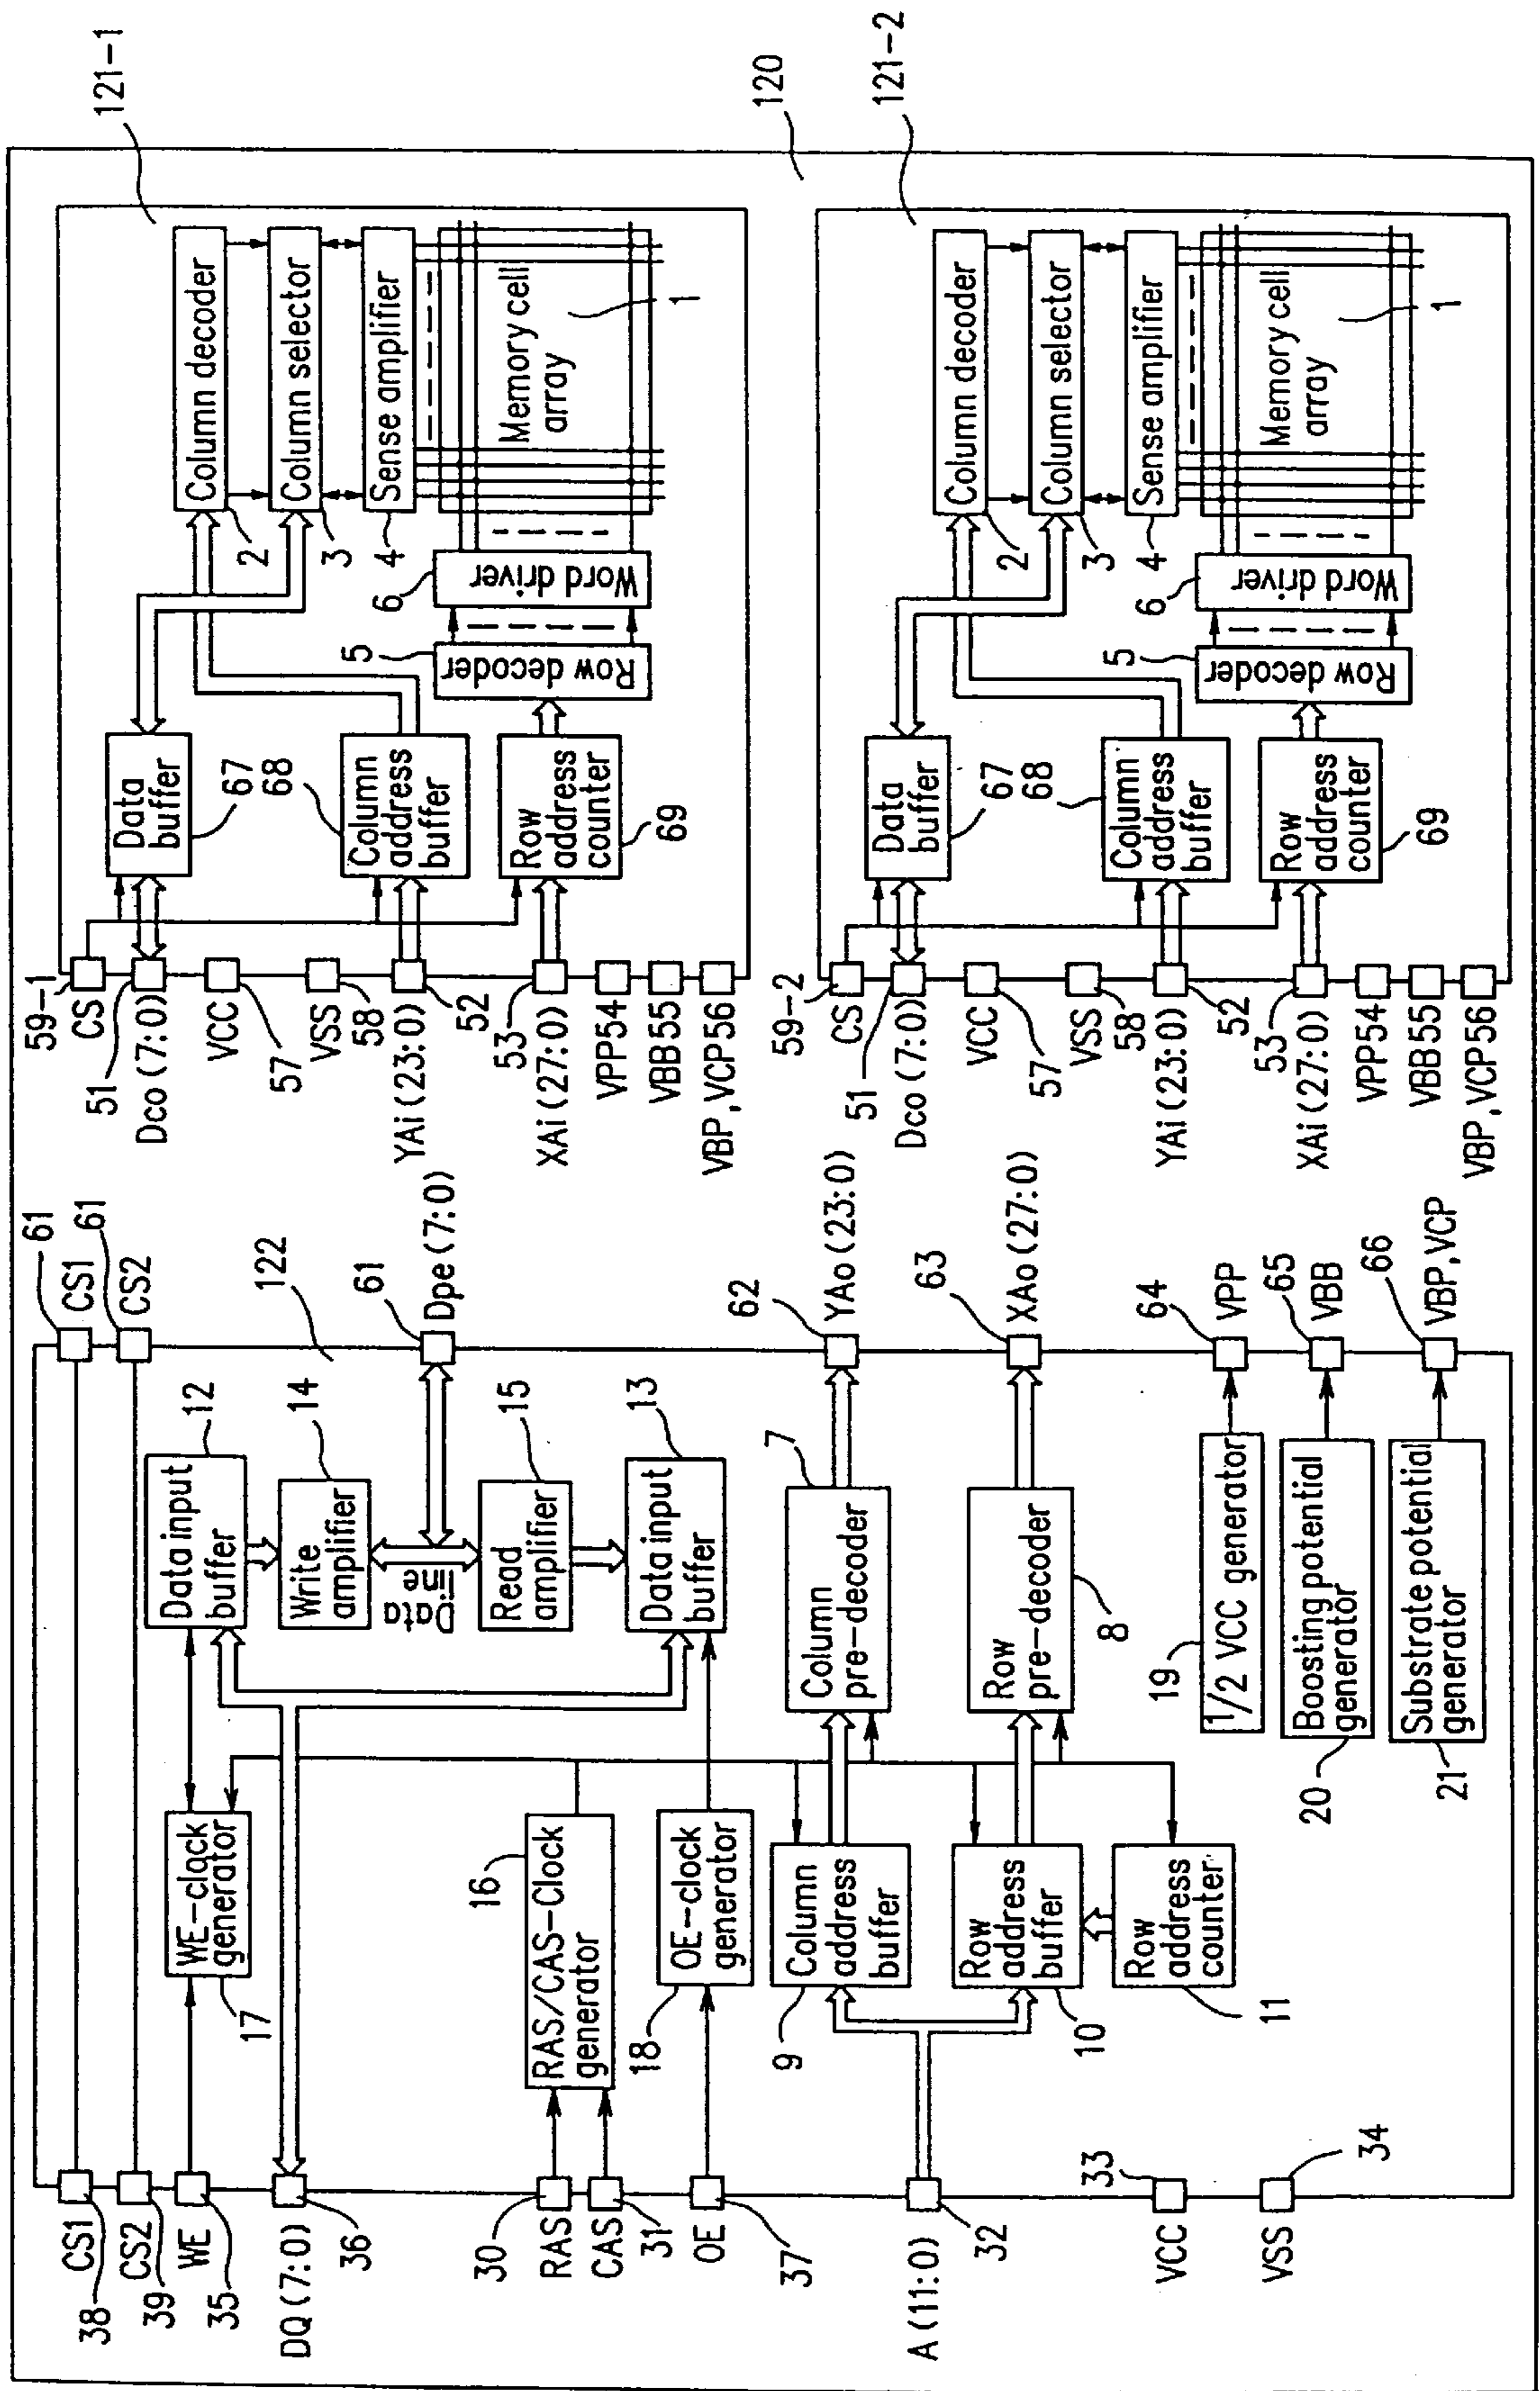 38
CS1
39
CS2
35
WE
DQ (7:0)
36
30
RAS
CAS
31
OE
37
A (11:0)
32
VCC
33
VSS
34
WE-clock
generator
17
16
RAS/CAS-Clock
generator
18
OE-clock
generator
9
Column
address
buffer
Row
address
buffer
10
Row
address
counter
11
Data input
buffer
12
Write
amplifier
14
Data
line
Read
amplifier
15
Data input
buffer
13
Column
pre-decoder
7
Row
pre-decoder
8
19
1/2 VCC generator
20
Boosting potential
generator
21
Substrate potential
generator
61
CS1
61
CS2
122
61
Dpe (7:0)
62
YAo (23:0)
63
XAo (27:0)
64
VPP
65
VBB
66
VBP,VCP
59-1
CS
51
Dco (7:0)
VCC
57
VSS
58
YAi (23:0)
52
53
XAi (27:0)
VPP54
VBB55
VBP,VCP56
Data
buffer
67
68
Column
address
buffer
Row
address
counter
69
5
Row decoder
6
Word driver
Column decoder
2
Column selector
3
Sense amplifier
4
Memory cell
array
1
121-1
120
59-2
CS
51
Dco (7:0)
VCC
57
VSS
58
YAi (23:0)
52
53
XAi (27:0)
VPP54
VBB55
VBP,VCP56
Data
buffer
67
68
Column
address
buffer
Row
address
counter
69
5
Row decoder
6
Word driver
Column decoder
2
Column selector
3
Sense amplifier
4
Memory cell
array
1
121-2